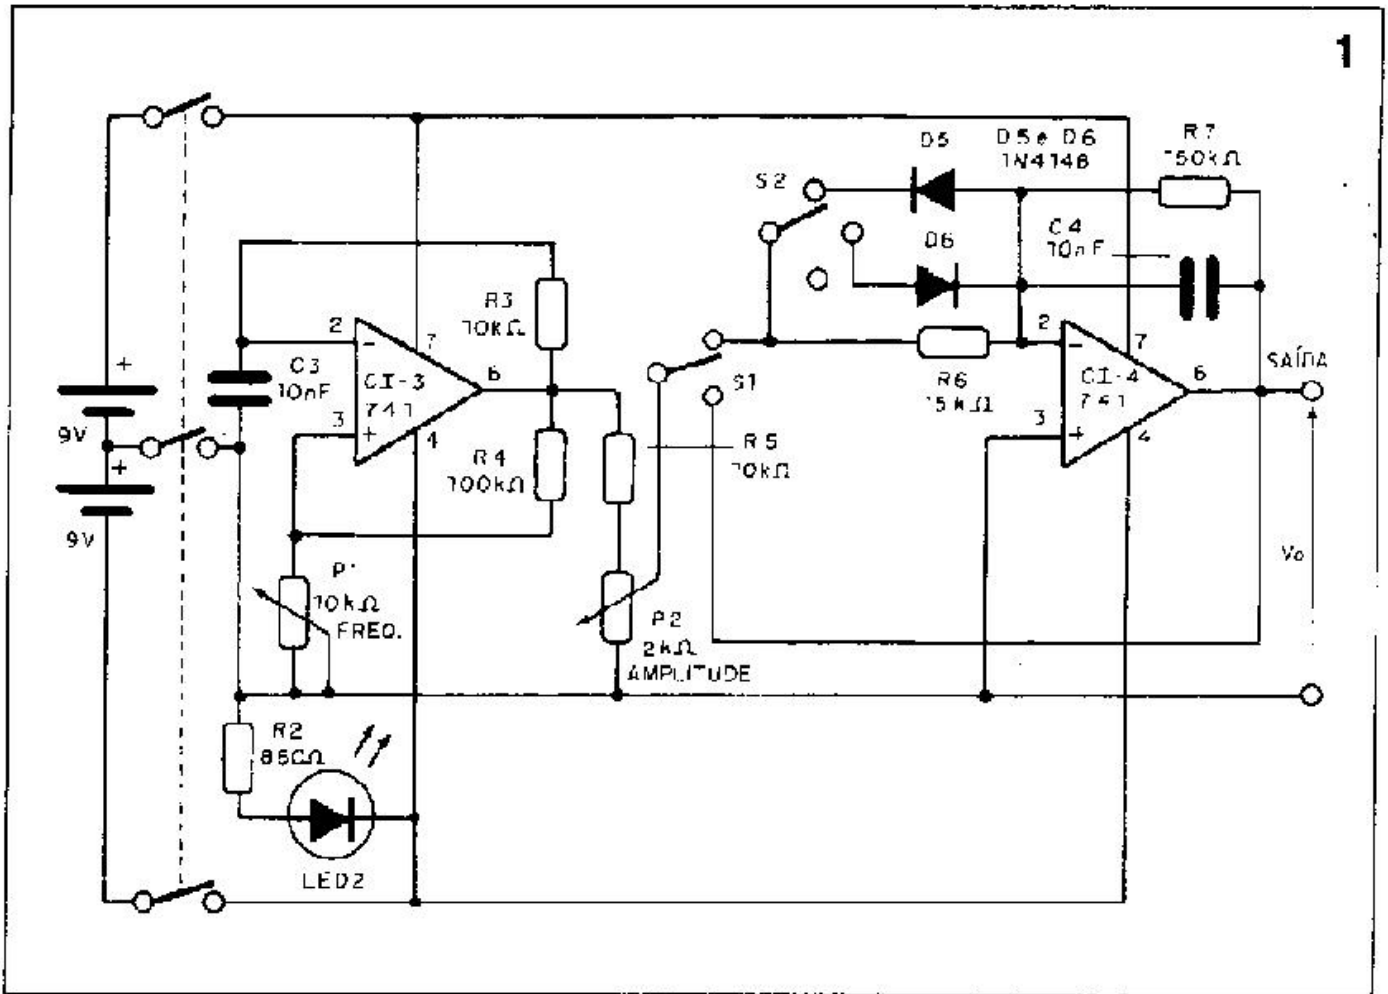 1
D5
D5e D6
1N4148
R7
150kΩ
S2
D6
C4
10nF
R3
10kΩ
2
7
C3
10nF
CI-3
741
6
3
4
+
-
R4
100kΩ
S1
R6
15kΩ
2
7
CI-4
741
6
3
4
+
-
SAÍDA
+
9V
+
9V
R5
10kΩ
P1
10kΩ
FREQ.
P2
2kΩ
AMPLITUDE
Vo
R2
LED2